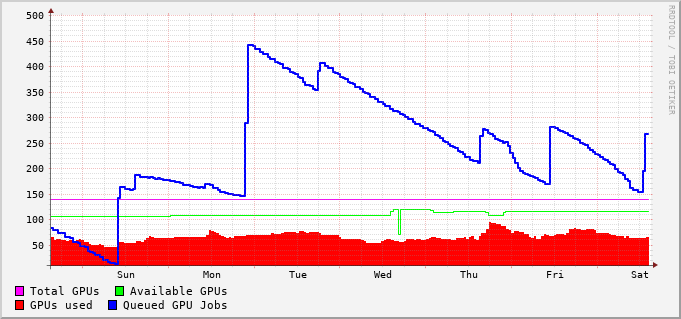 500
450
400
350
300
250
200
150
100
50
Sun Mon Tue Wed Thu Fri Sat
Total GPUs Available GPUs
GPUs used Queued GPU Jobs
RRDTOOL / TOBI OETIKER